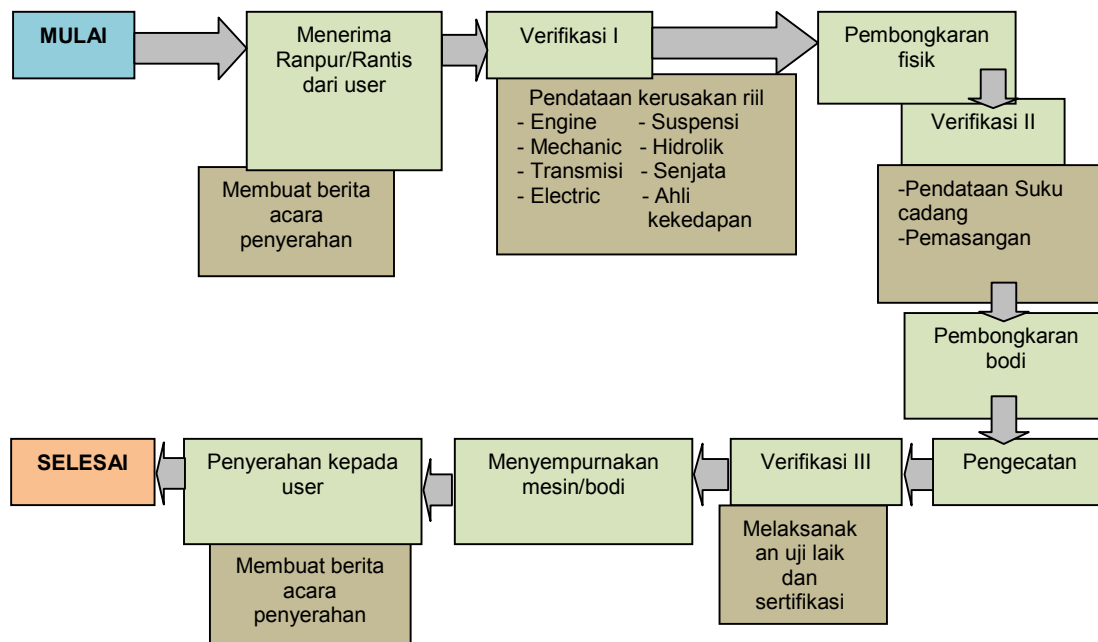 MULAI
Menerima
Ranpur/Rantis
dari user
Membuat berita
acara
penyerahan
Verifikasi I
Pendataan kerusakan riil
- Engine - Suspensi
- Mechanic - Hidrolik
- Transmisi - Senjata
- Electric - Ahli
kekedapan
Pembongkaran
fisik
Verifikasi II
-Pendataan Suku
cadang
-Pemasangan
Pembongkaran
bodi
Pengecatan
Verifikasi III
Melaksanak
an uji laik
dan
sertifikasi
Menyempurnakan
mesin/bodi
Penyerahan kepada
user
Membuat berita
acara
penyerahan
SELESAI